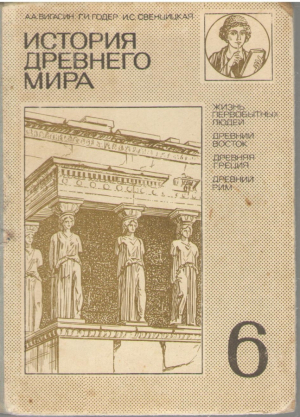 А.А.ВИГАСИН Г.И.ГОДЕР И.С.СВЕНЦИЦКАЯ
ИСТОРИЯ
ДРЕВНЕГО
МИРА
ЖИЗНЬ
ПЕРВОБЫТНЫХ
ЛЮДЕЙ
ДРЕВНИЙ
ВОСТОК
ДРЕВНЯЯ
ГРЕЦИЯ
ДРЕВНИЙ
РИМ
6